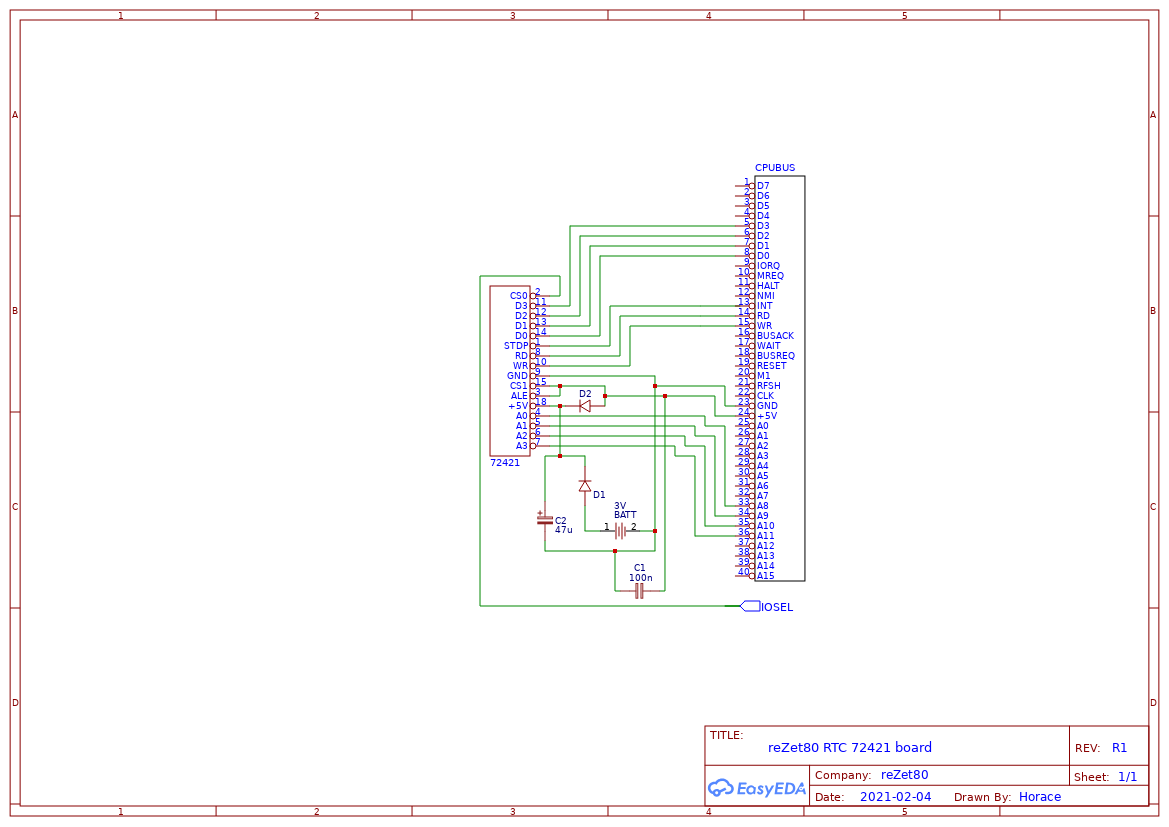 1 2 3 4 5
A A
B B
C C
D D
CPUBUS
1 D7
2 D6
3 D5
4 D4
5 D3
6 D2
7 D1
8 D0
9 IORQ
10 MREQ
11 HALT
12 NMI
13 INT
14 RD
15 WR
16 BUSACK
17 WAIT
18 BUSREQ
19 RESET
20 M1
21 RFSH
22 CLK
23 GND
24 +5V
25 A0
26 A1
27 A2
28 A3
29 A4
30 A5
31 A6
32 A7
33 A8
34 A9
35 A10
36 A11
37 A12
38 A13
39 A14
40 A15
CS0 2
D3 11
D2 12
D1 13
D0 14
STDP 1
RD 8
WR 10
GND 9
CS1 15
ALE 3
+5V 18
A0 4
A1 5
A2 6
A3 7
72421
D2
D1
3V
BATT
1 2
+
C2
47u
C1
100n
IOSEL
TITLE:
reZet80 RTC 72421 board
REV: R1
EasyEDA
Company: reZet80
Sheet: 1/1
Date: 2021-02-04 Drawn By: Horace
1 2 3 4 5